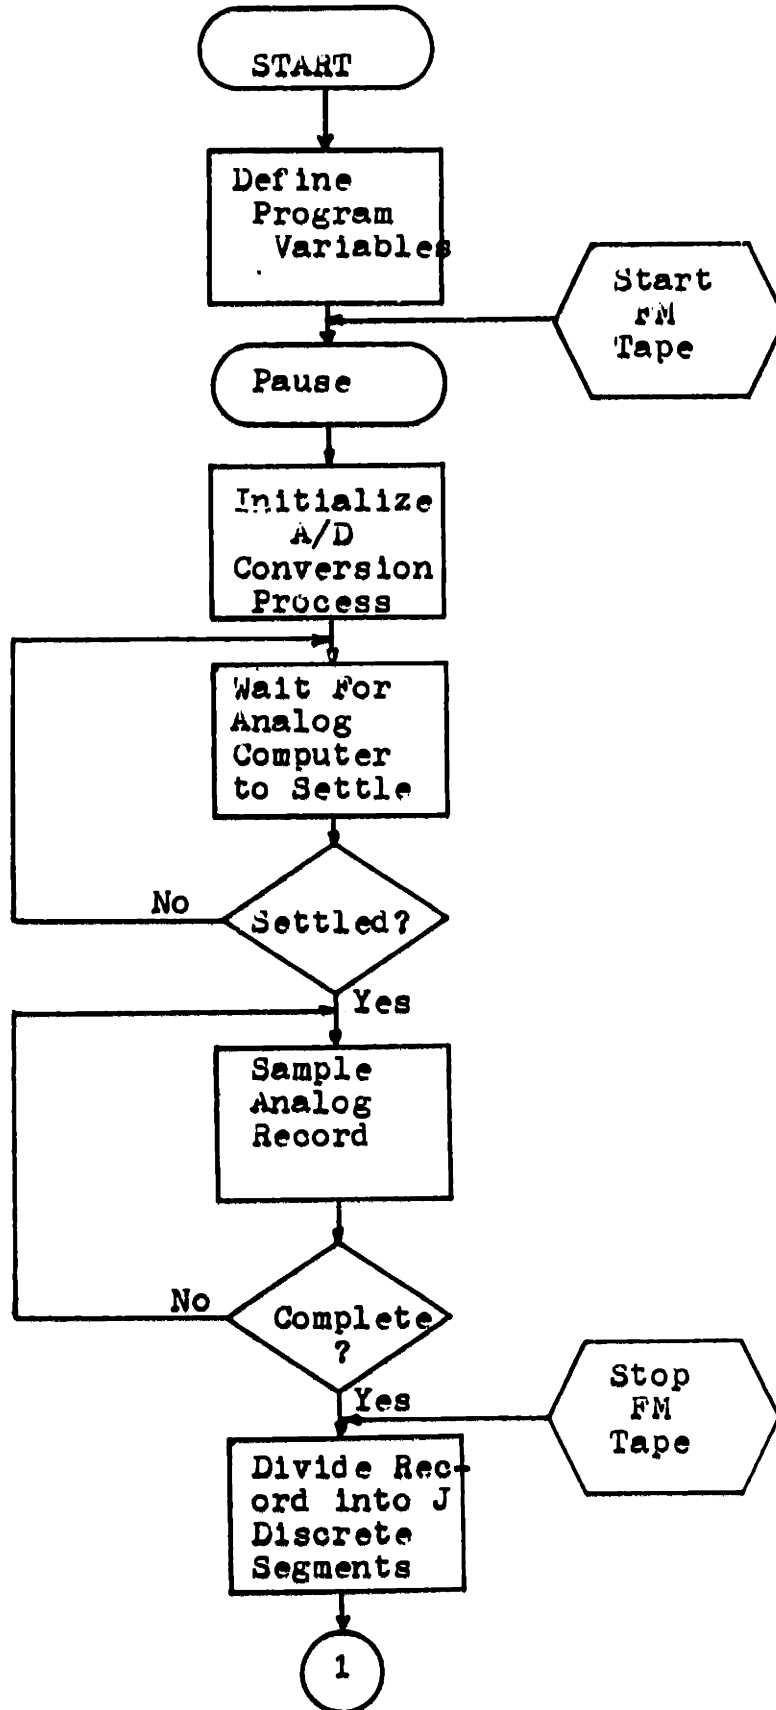 START
Define
Program
Variables
Start
FM
Tape
Pause
Initialize
A/D
Conversion
Process
Wait For
Analog
Computer
to Settle
No
Settled?
Yes
Sample
Analog
Record
No
Complete
?
Yes
Stop
FM
Tape
Divide Rec-
ord into J
Discrete
Segments
1